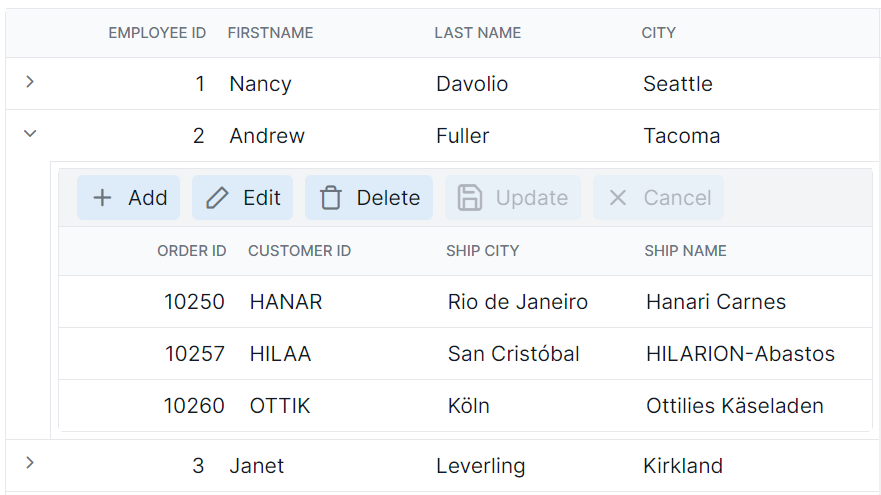 EMPLOYEE ID FIRSTNAME LAST NAME CITY
1 Nancy Davolio Seattle
2 Andrew Fuller Tacoma
Add Edit Delete Update Cancel
ORDER ID CUSTOMER ID SHIP CITY SHIP NAME
10250 HANAR Rio de Janeiro Hanari Carnes
10257 HILAA San Cristóbal HILARION-Abastos
10260 OTTIK Köln Ottilies Käseladen
3 Janet Leverling Kirkland